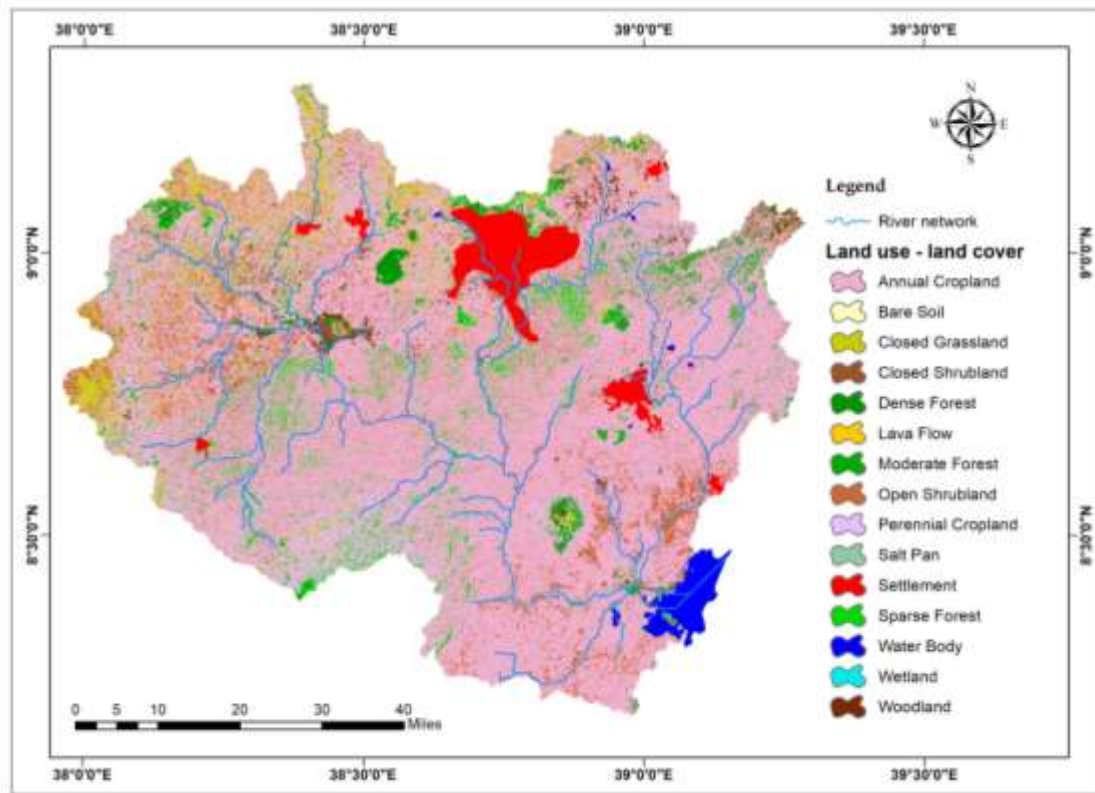 38°0'0"E 38°30'0"E 39°0'0"E 39°30'0"E
N
W E
S
Legend
River network
Land use - land cover
9°0'0"N 9°0'0"N
Annual Cropland
Bare Soil
Closed Grassland
Closed Shrubland
Dense Forest
Lava Flow
Moderate Forest
Open Shrubland
Perennial Cropland
8°30'0"N 8°30'0"N
Salt Pan
Settlement
Sparse Forest
Water Body
Wetland
Woodland
0 5 10 20 30 40
Miles
38°0'0"E 38°30'0"E 39°0'0"E 39°30'0"E